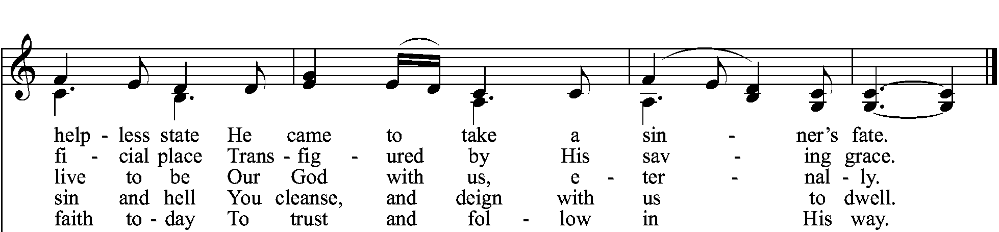 help - less state He came to take a sin - ner’s fate.
fi - cial place Trans - fig - ured by His sav - ing grace.
live to be Our God with us, e - ter - nal - ly.
sin and hell You cleanse, and deign with us to dwell.
faith to - day To trust and fol - low in His way.